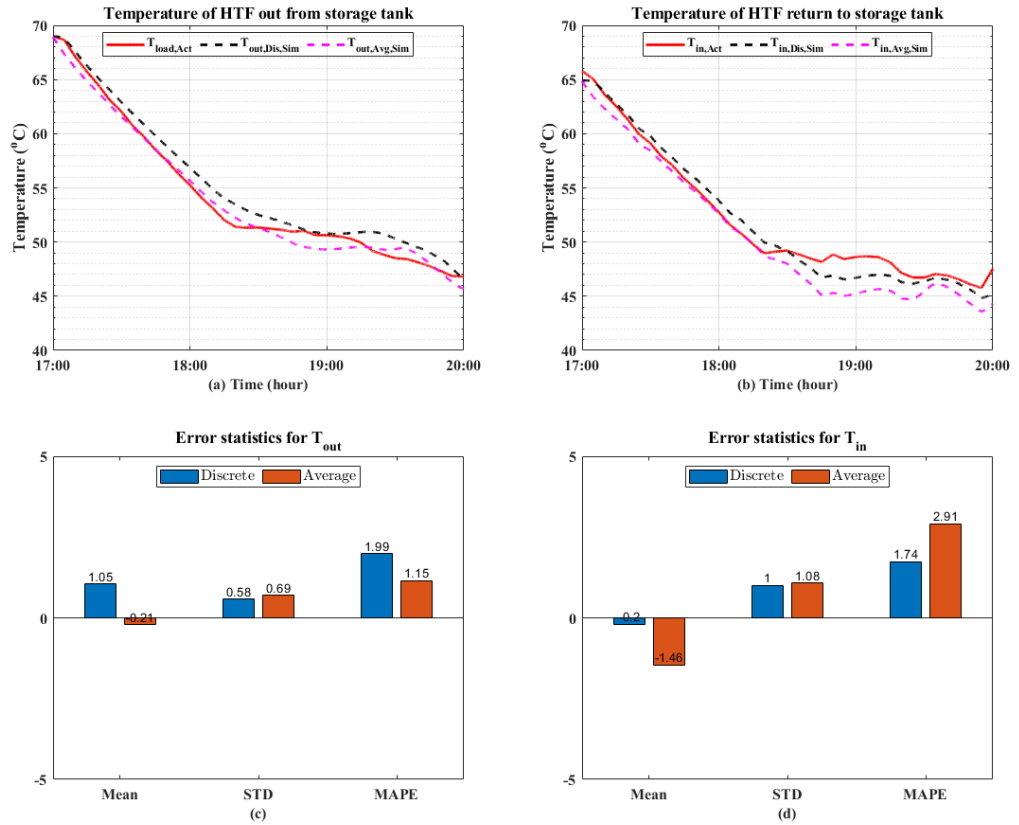 Temperature of HTF out from storage tank
T_load,Act T_out,Dis,Sim T_out,Avg,Sim
Temperature (°C)
70
65
60
55
50
45
40
17:00 18:00 19:00 20:00
(a) Time (hour)
Temperature of HTF return to storage tank
T_in,Act T_in,Dis,Sim T_in,Avg,Sim
Temperature (°C)
70
65
60
55
50
45
40
17:00 18:00 19:00 20:00
(b) Time (hour)
Error statistics for T_out
Discrete Average
5
0
-5
1.05
-0.21
0.58
0.69
1.99
1.15
Mean STD MAPE
(c)
Error statistics for T_in
Discrete Average
5
0
-5
-0.2
-1.46
1
1.08
1.74
2.91
Mean STD MAPE
(d)